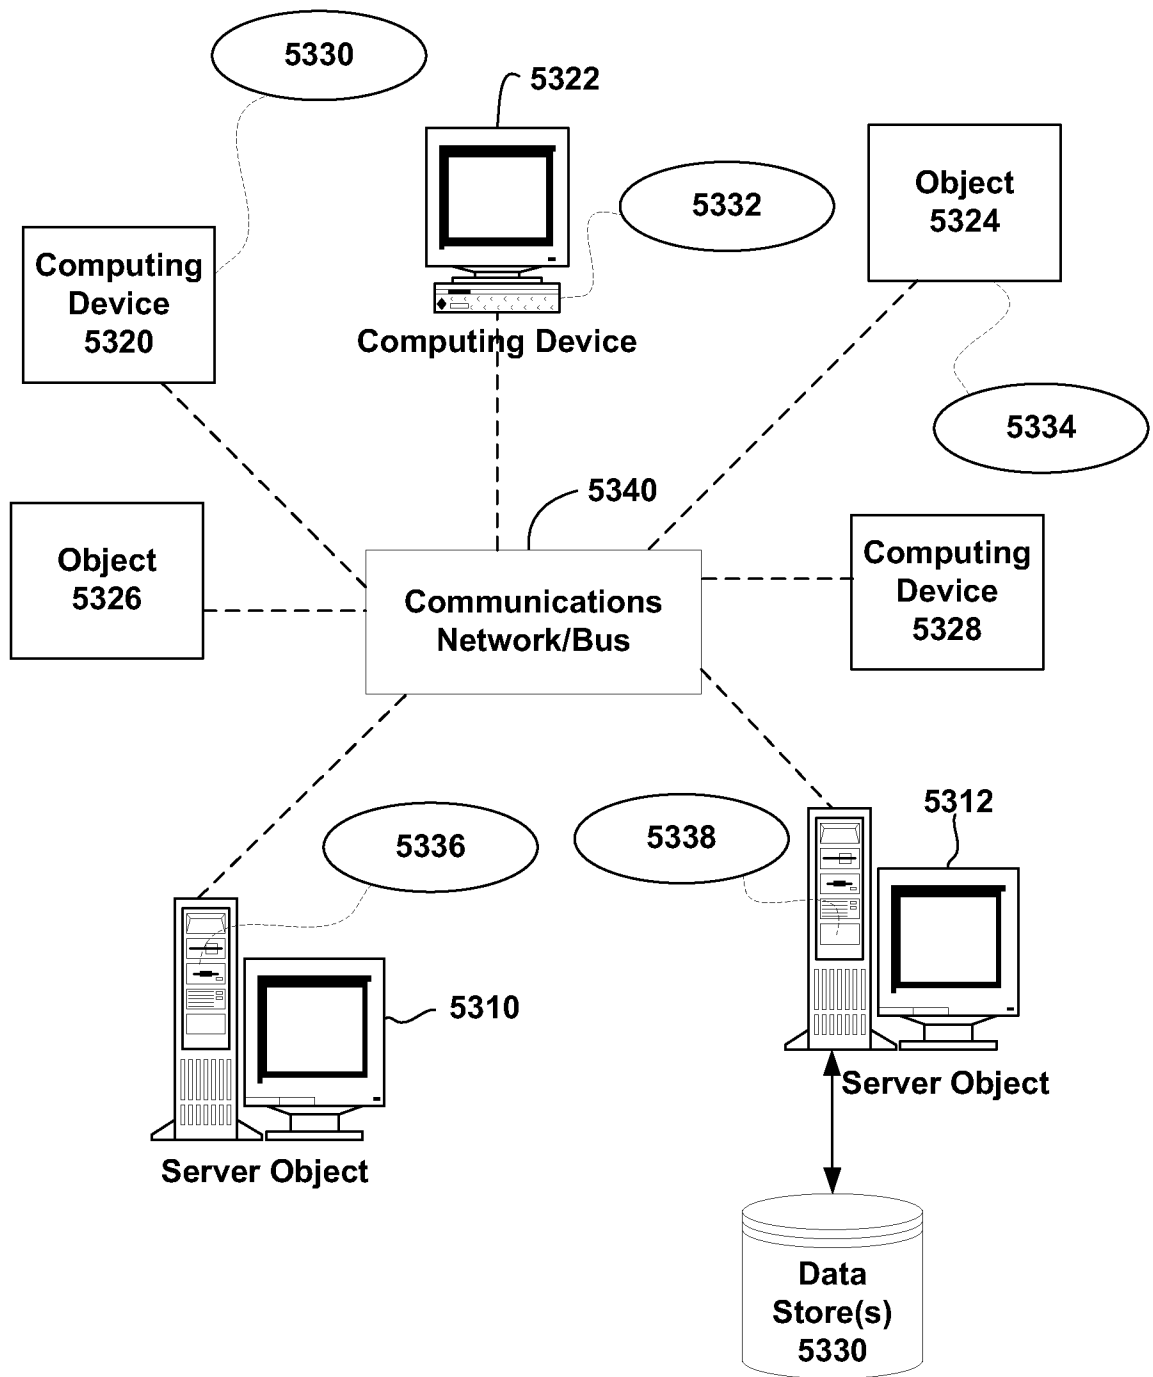 5330
5322
Object
5324
5332
Computing
Device
5320
Computing Device
5334
5340
Object
5326
Communications
Network/Bus
Computing
Device
5328
5312
5336
5338
5310
Server Object
Server Object
Data
Store(s)
5330